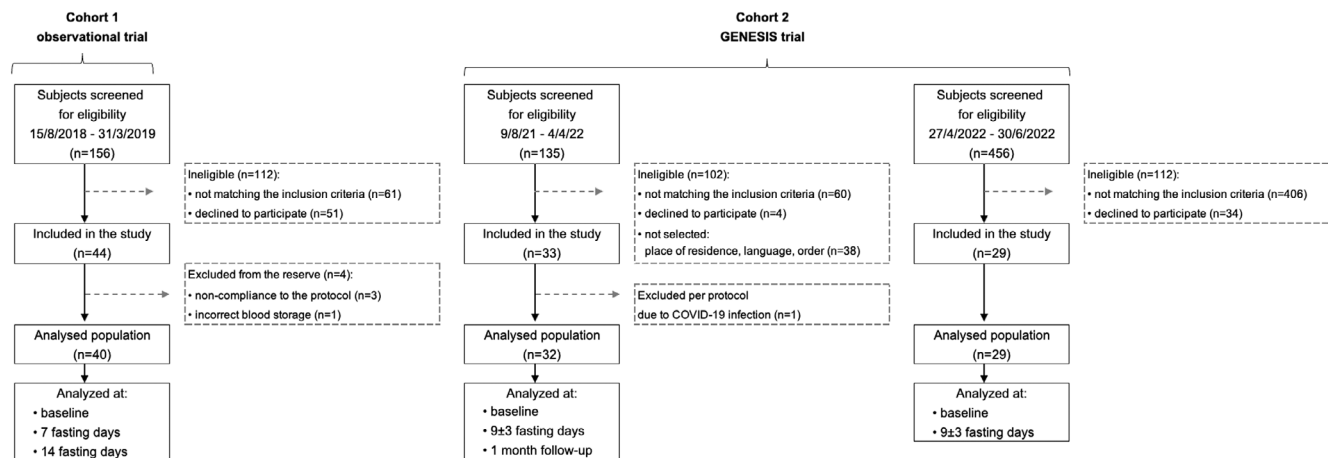 Cohort 1
observational trial
Subjects screened
for eligibility
15/8/2018 - 31/3/2019
(n=156)
Ineligible (n=112):
• not matching the inclusion criteria (n=61)
• declined to participate (n=51)
Included in the study
(n=44)
Excluded from the reserve (n=4):
• non-compliance to the protocol (n=3)
• incorrect blood storage (n=1)
Analysed population
(n=40)
Analyzed at:
• baseline
• 7 fasting days
• 14 fasting days
Cohort 2
GENESIS trial
Subjects screened
for eligibility
9/8/21 - 4/4/22
(n=135)
Ineligible (n=102):
• not matching the inclusion criteria (n=60)
• declined to participate (n=4)
• not selected:
place of residence, language, order (n=38)
Included in the study
(n=33)
Excluded per protocol
due to COVID-19 infection (n=1)
Analysed population
(n=32)
Analyzed at:
• baseline
• 9±3 fasting days
• 1 month follow-up
Subjects screened
for eligibility
27/4/2022 - 30/6/2022
(n=456)
Ineligible (n=112):
• not matching the inclusion criteria (n=406)
• declined to participate (n=34)
Included in the study
(n=29)
Analysed population
(n=29)
Analyzed at:
• baseline
• 9±3 fasting days